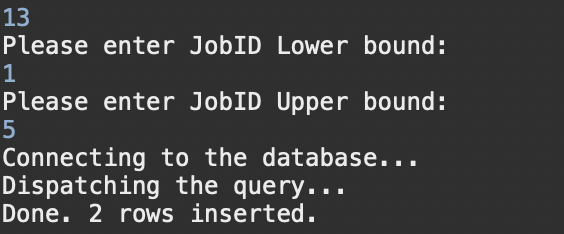 13
Please enter JobID Lower bound:
1
Please enter JobID Upper bound:
5
Connecting to the database...
Dispatching the query...
Done. 2 rows inserted.